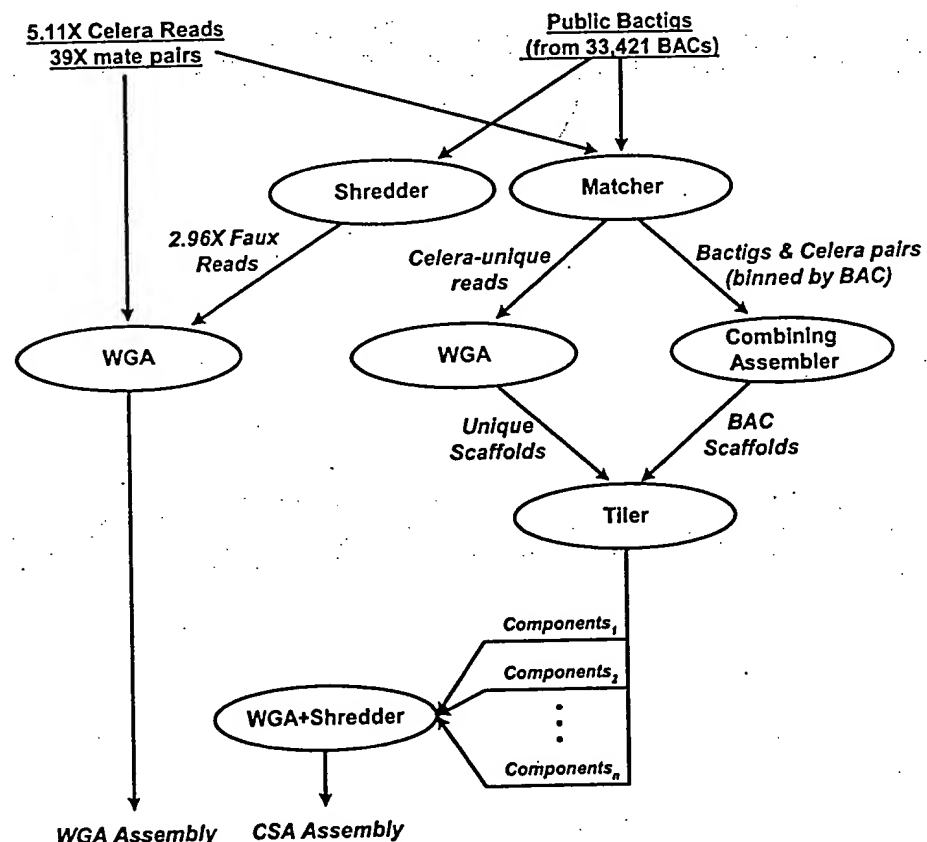 5.11X Celera Reads
39X mate pairs
Public Bactigs
(from 33,421 BACs)
Shredder
Matcher
2.96X Faux
Reads
Celera-unique
reads
Bactigs & Celera pairs
(binned by BAC)
WGA
WGA
Combining
Assembler
Unique
Scaffolds
BAC
Scaffolds
Tiler
Components1
Components2
WGA+Shredder
Componentsn
WGA Assembly
CSA Assembly